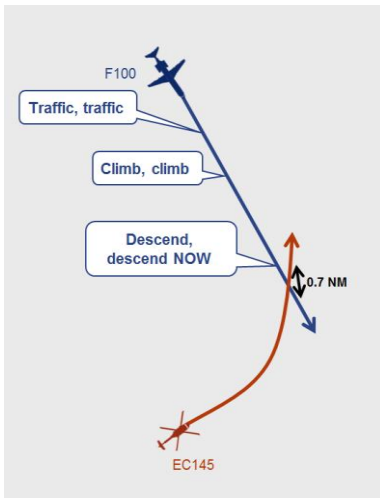 F100
Traffic, traffic
Climb, climb
Descend,
descend NOW
0.7 NM
EC145